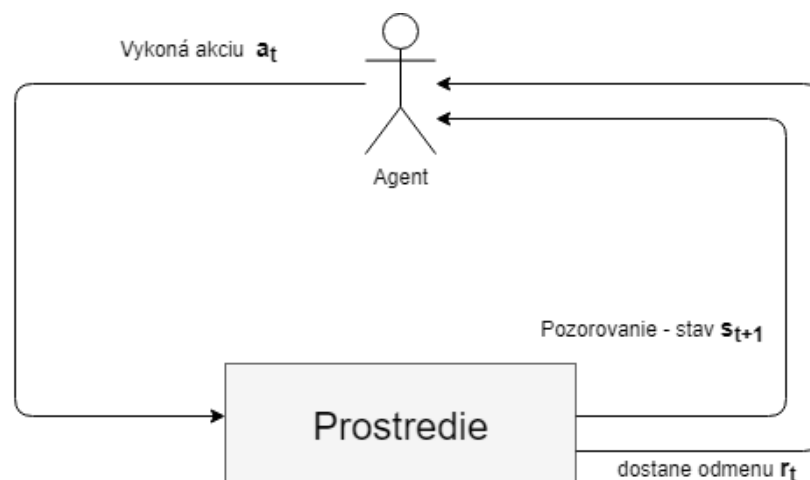 Vykoná akciu a_t
Agent
Pozorovanie - stav s_t+1
Prostredie
dostane odmenu r_t